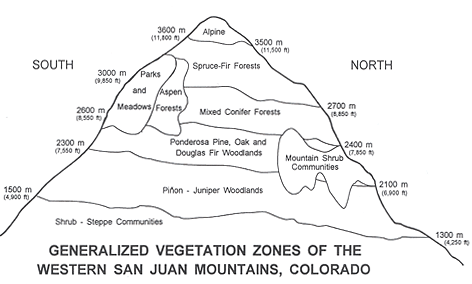 3600 m
(11,800 ft)
Alpine
3500 m
(11,500 ft)
SOUTH
NORTH
3000 m
(9,850 ft)
Parks
and
Meadows
Aspen
Forests
Spruce-Fir Forests
2700 m
(8,850 ft)
2600 m
(8,550 ft)
Mixed Conifer Forests
2300 m
(7,550 ft)
Ponderosa Pine, Oak and
Douglas Fir Woodlands
2400 m
(7,850 ft)
Mountain Shrub
Communities
2100 m
(6,900 ft)
1500 m
(4,900 ft)
Piñon - Juniper Woodlands
Shrub - Steppe Communities
1300 m
(4,250 ft)
GENERALIZED VEGETATION ZONES OF THE
WESTERN SAN JUAN MOUNTAINS, COLORADO